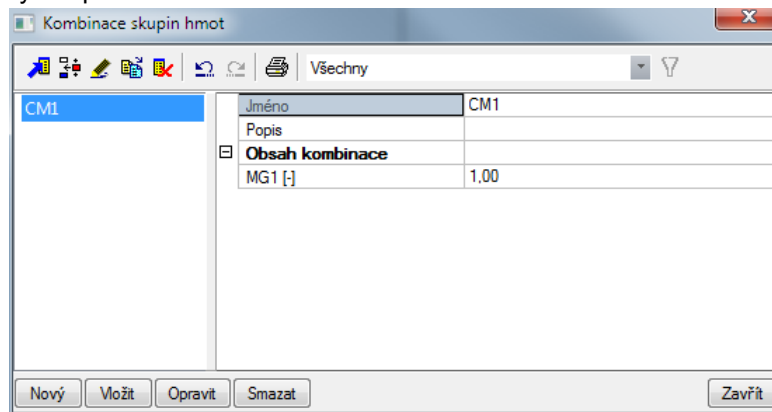 Kombinace skupin hmot
Všechny
CM1
Jméno CM1
Popis
Obsah kombinace
MG1 [-] 1,00
Nový Vložit Opravit Smazat Zavřít